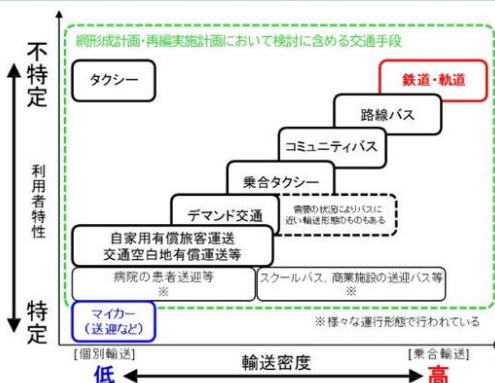 網形成計画・再編実施計画において検討に含める交通手段
不特定
タクシー
鉄道・軌道
路線バス
コミュニティバス
乗合タクシー
デマンド交通
需要の状況によりバスに
近い輸送形態のものもある
利用者特性
自家用有償旅客運送
交通空白地有償運送等
病院の患者送迎等
※
スクールバス、商業施設の送迎バス等
※
特定
マイカー
(送迎など)
※様々な運行形態で行われている
[個別輸送]
輸送密度
[乗合輸送]
低
高